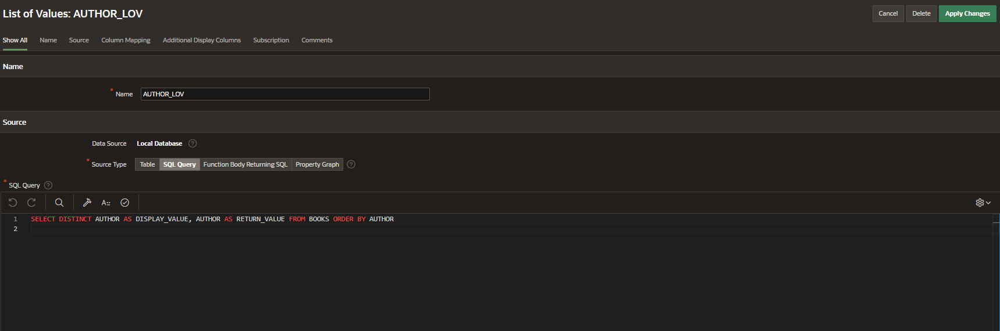 List of Values: AUTHOR_LOV
Cancel Delete Apply Changes
Show All Name Source Column Mapping Additional Display Columns Subscription Comments
Name
* Name AUTHOR_LOV
Source
Data Source Local Database ?
* Source Type Table SQL Query Function Body Returning SQL Property Graph ?
* SQL Query ?
A::
1 SELECT DISTINCT AUTHOR AS DISPLAY_VALUE, AUTHOR AS RETURN_VALUE FROM BOOKS ORDER BY AUTHOR
2